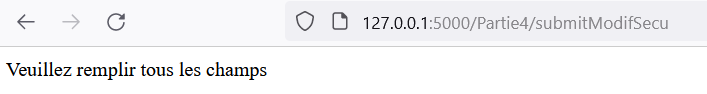 127.0.0.1:5000/Partie4/submitModifSecu
Veuillez remplir tous les champs